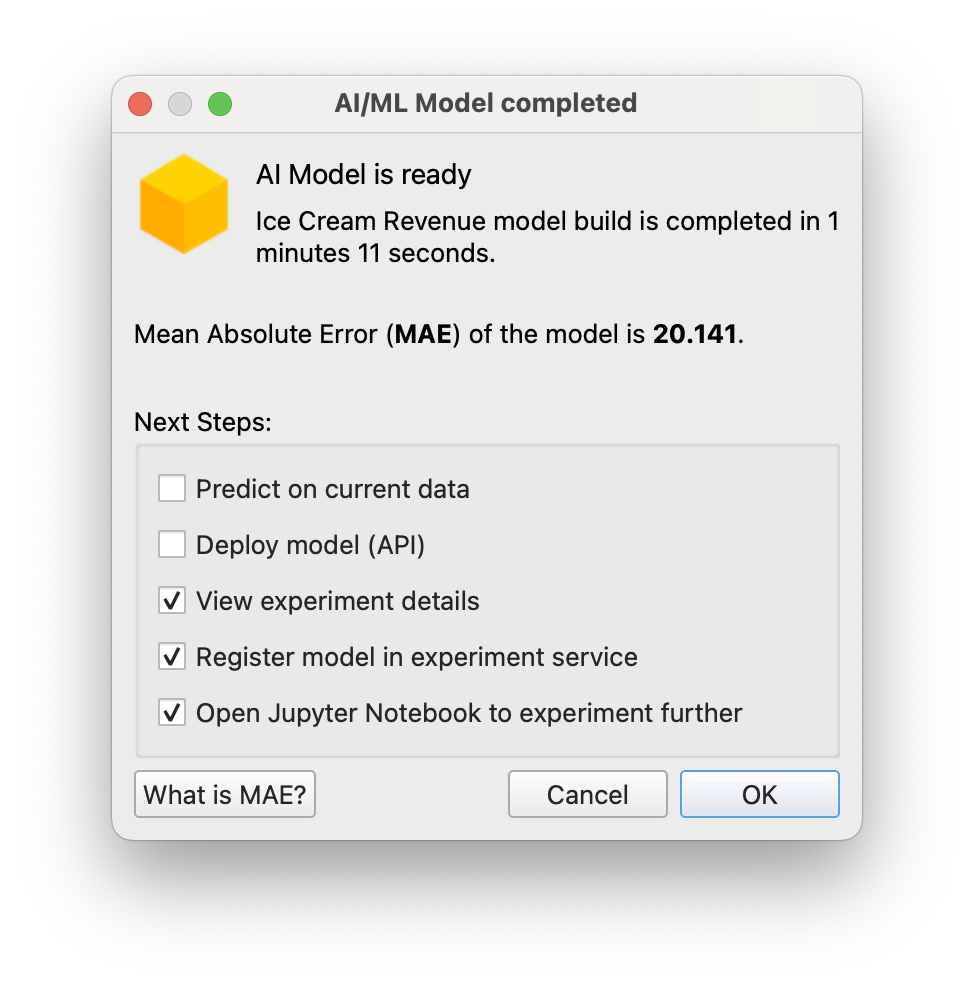 AI/ML Model completed
AI Model is ready
Ice Cream Revenue model build is completed in 1
minutes 11 seconds.
Mean Absolute Error (MAE) of the model is 20.141.
Next Steps:
Predict on current data
Deploy model (API)
View experiment details
Register model in experiment service
Open Jupyter Notebook to experiment further
What is MAE?
Cancel
OK